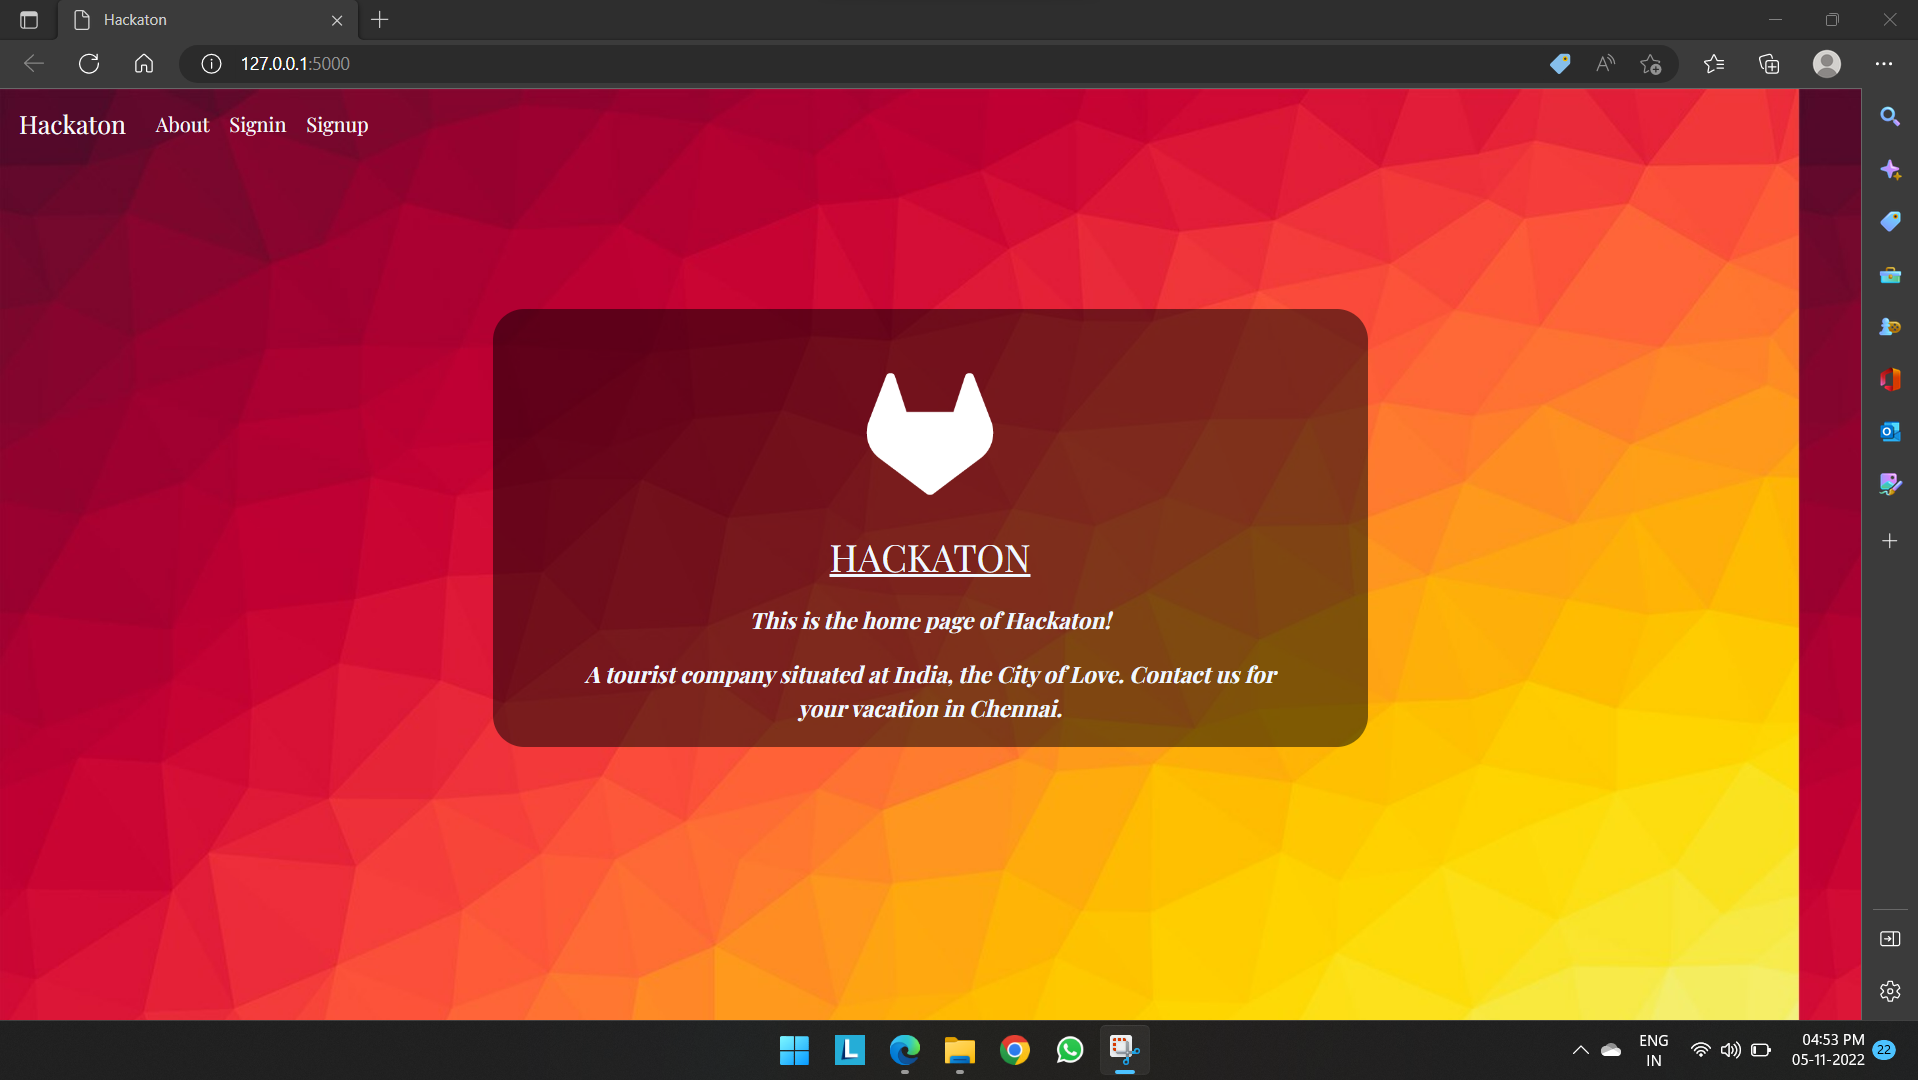 Hackaton
127.0.0.1:5000
Hackaton About Signin Signup
HACKATON
This is the home page of Hackaton!
A tourist company situated at India, the City of Love. Contact us for
your vacation in Chennai.
ENG
IN
04:53 PM
05-11-2022
22